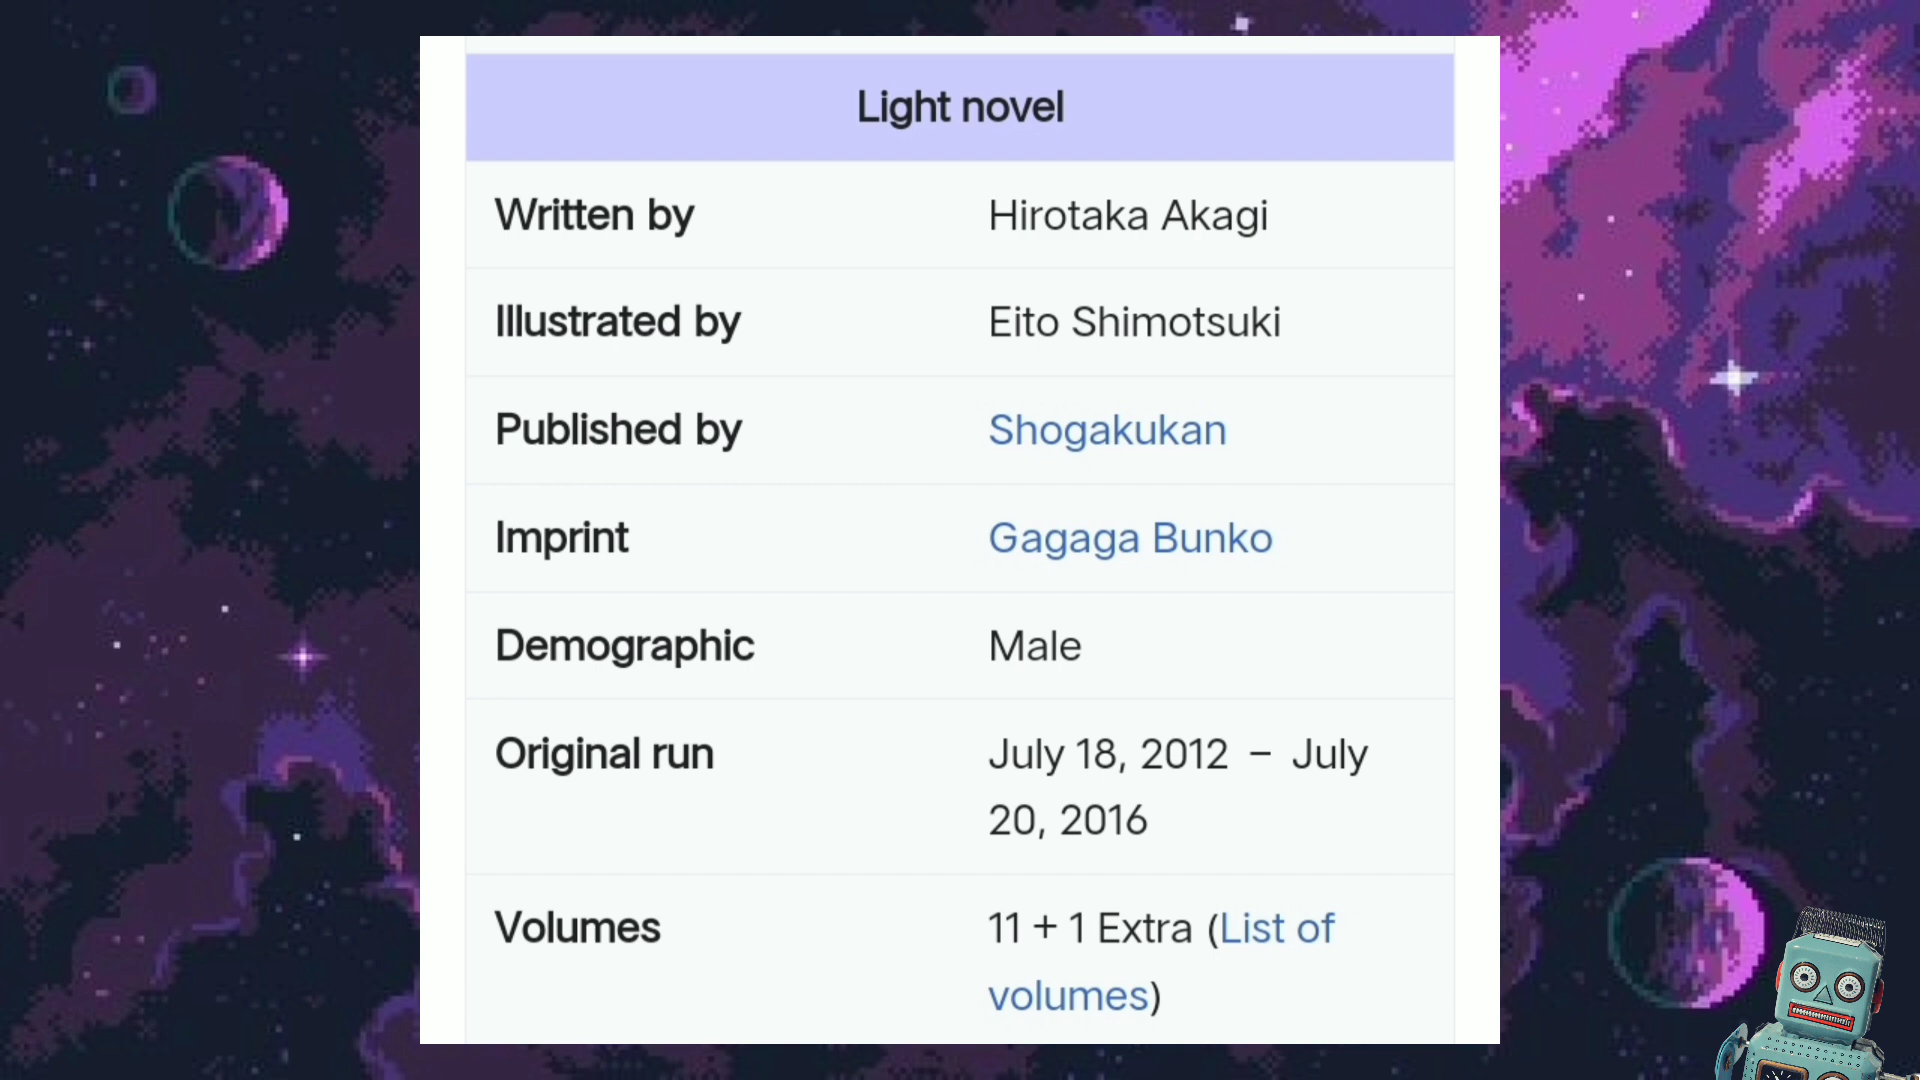 Light novel
Written by Hirotaka Akagi
Illustrated by Eito Shimotsuki
Published by Shogakukan
Imprint Gagaga Bunko
Demographic Male
Original run July 18, 2012 – July
20, 2016
Volumes 11 + 1 Extra (List of
volumes)